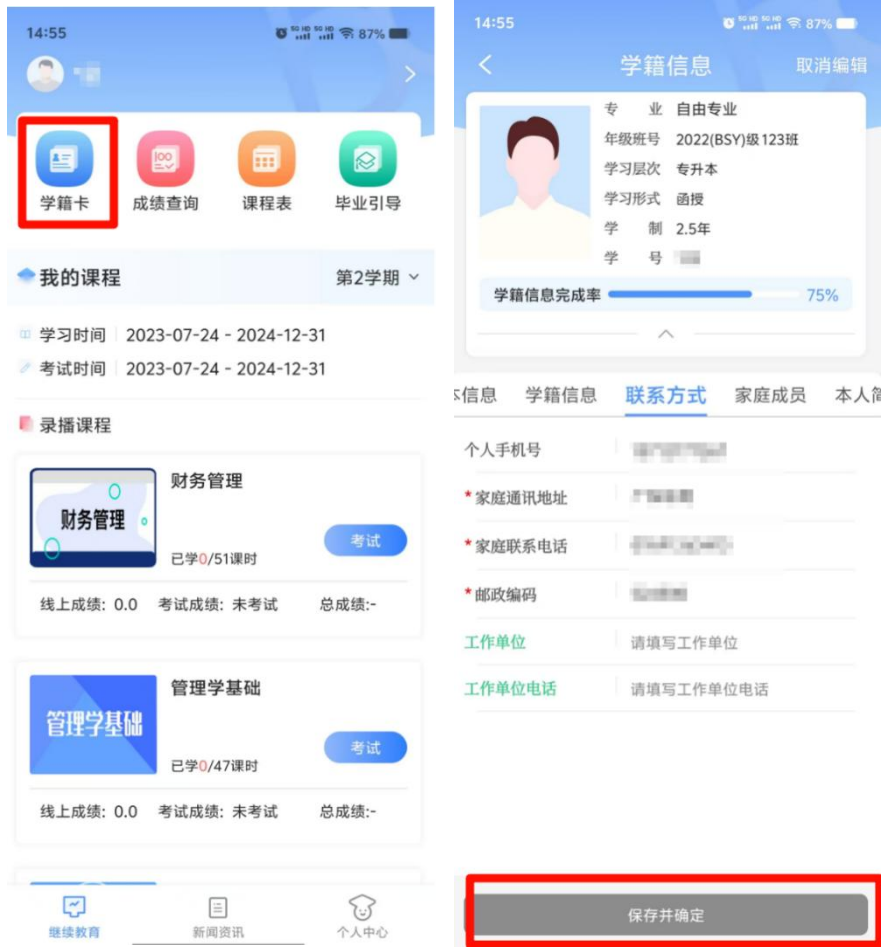 14:55
5G HD 5G HD 87%
学籍卡
成绩查询
课程表
毕业引导
我的课程
第2学期
学习时间 2023-07-24 - 2024-12-31
考试时间 2023-07-24 - 2024-12-31
录播课程
财务管理
财务管理
考试
已学0/51课时
线上成绩: 0.0 考试成绩: 未考试 总成绩:-
管理学基础
管理学基础
考试
已学0/47课时
线上成绩: 0.0 考试成绩: 未考试 总成绩:-
继续教育
新闻资讯
个人中心
14:55
5G HD 5G HD 87%
学籍信息
取消编辑
专 业 自由专业
年级班号 2022(BSY)级123班
学习层次 专升本
学习形式 函授
学 制 2.5年
学 号
学籍信息完成率 75%
信息 学籍信息 联系方式 家庭成员 本人
个人手机号
*家庭通讯地址
*家庭联系电话
*邮政编码
工作单位 请填写工作单位
工作单位电话 请填写工作单位电话
保存并确定